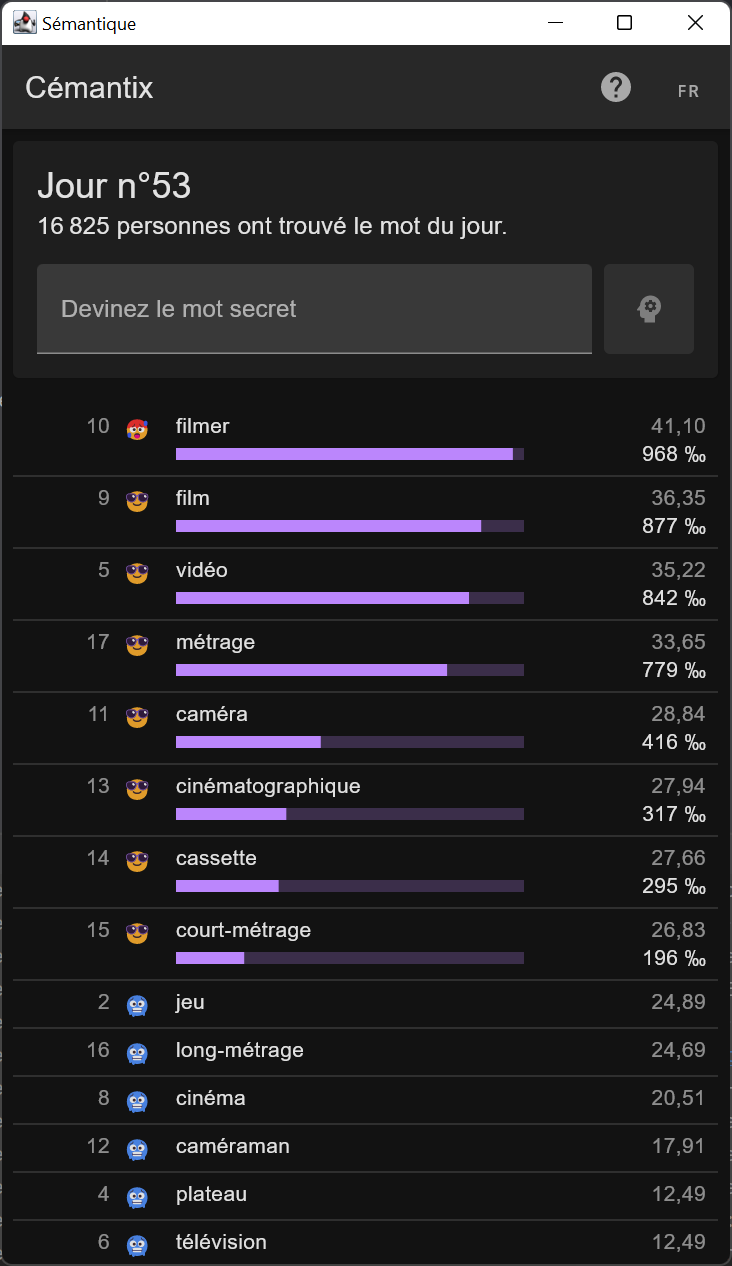 Sémantique
Cémantix
FR
Jour n°53
16 825 personnes ont trouvé le mot du jour.
Devinez le mot secret
10 filmer 41,10
968 ‰
9 film 36,35
877 ‰
5 vidéo 35,22
842 ‰
17 métrage 33,65
779 ‰
11 caméra 28,84
416 ‰
13 cinématographique 27,94
317 ‰
14 cassette 27,66
295 ‰
15 court-métrage 26,83
196 ‰
2 jeu 24,89
16 long-métrage 24,69
8 cinéma 20,51
12 caméraman 17,91
4 plateau 12,49
6 télévision 12,49